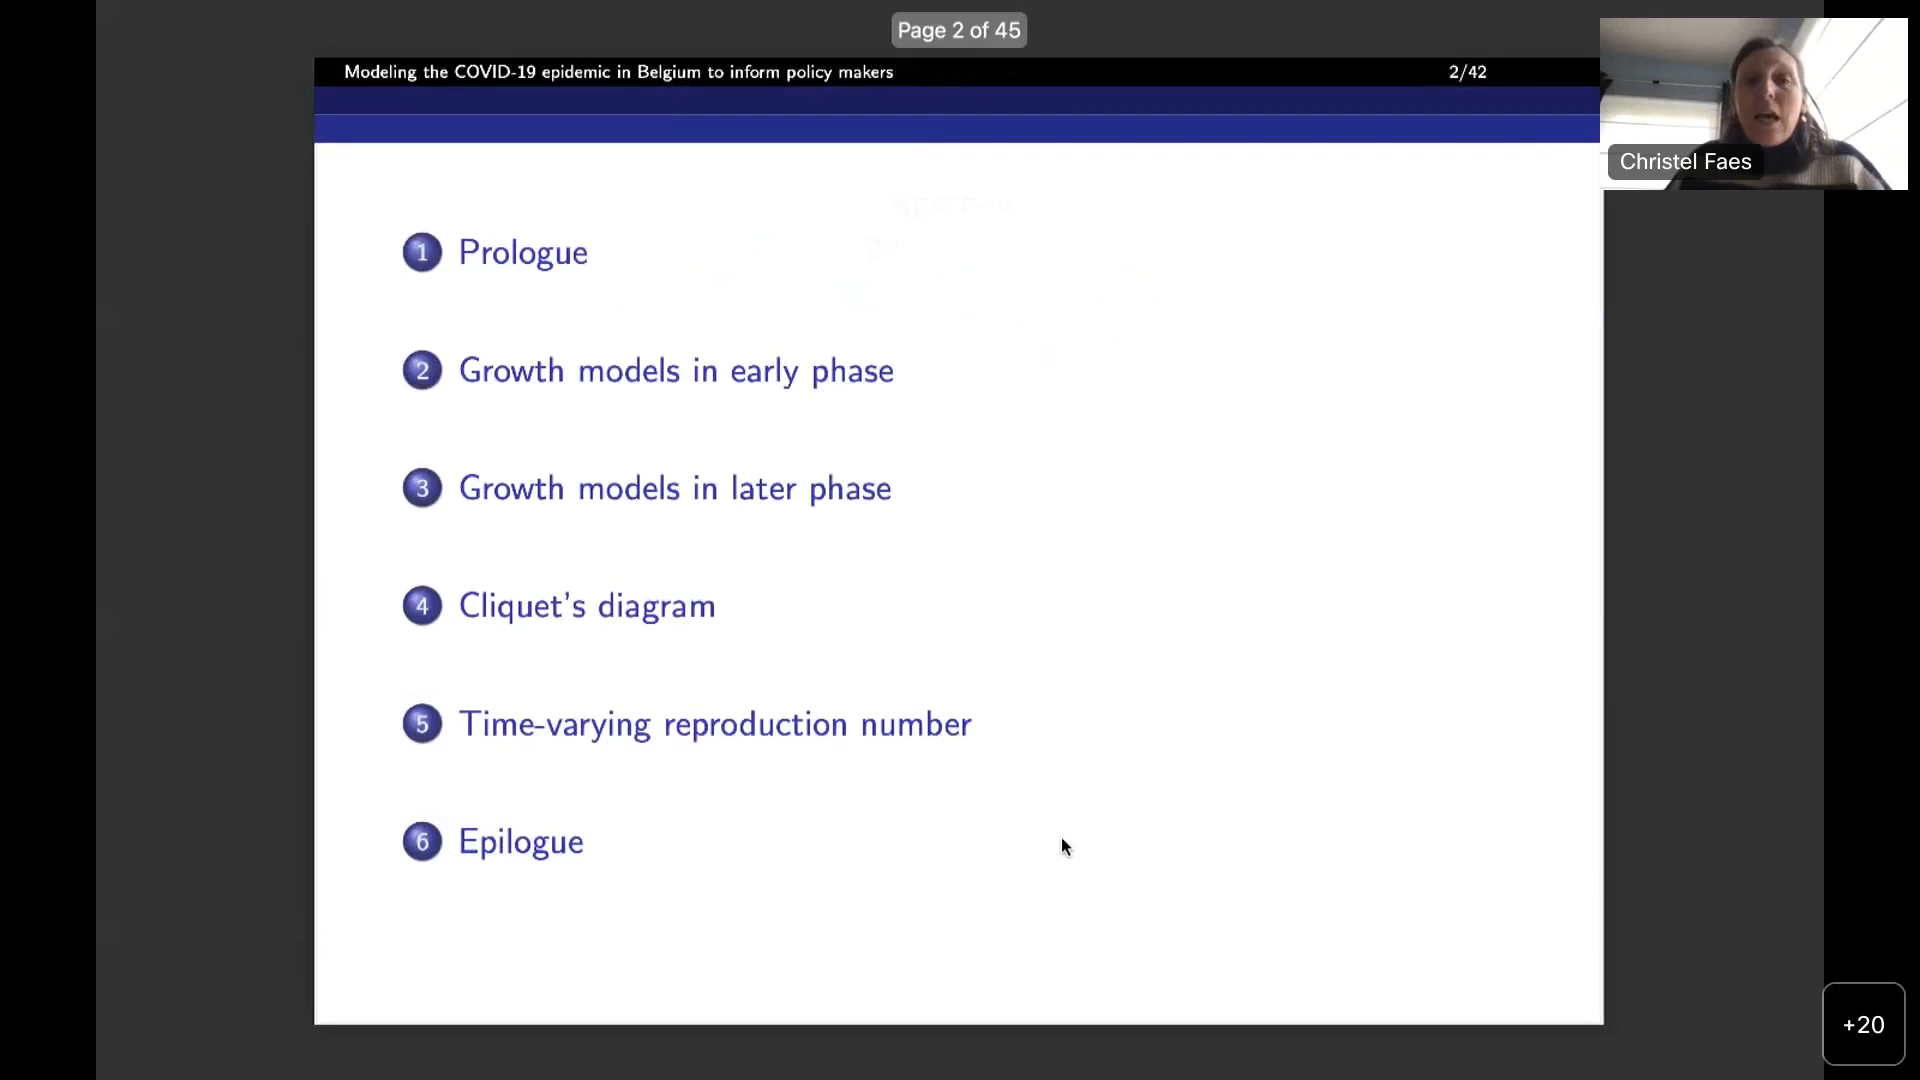 Page 2 of 45
Modeling the COVID-19 epidemic in Belgium to inform policy makers 2/42
Christel Faes
1 Prologue
2 Growth models in early phase
3 Growth models in later phase
4 Cliquet's diagram
5 Time-varying reproduction number
6 Epilogue
+20